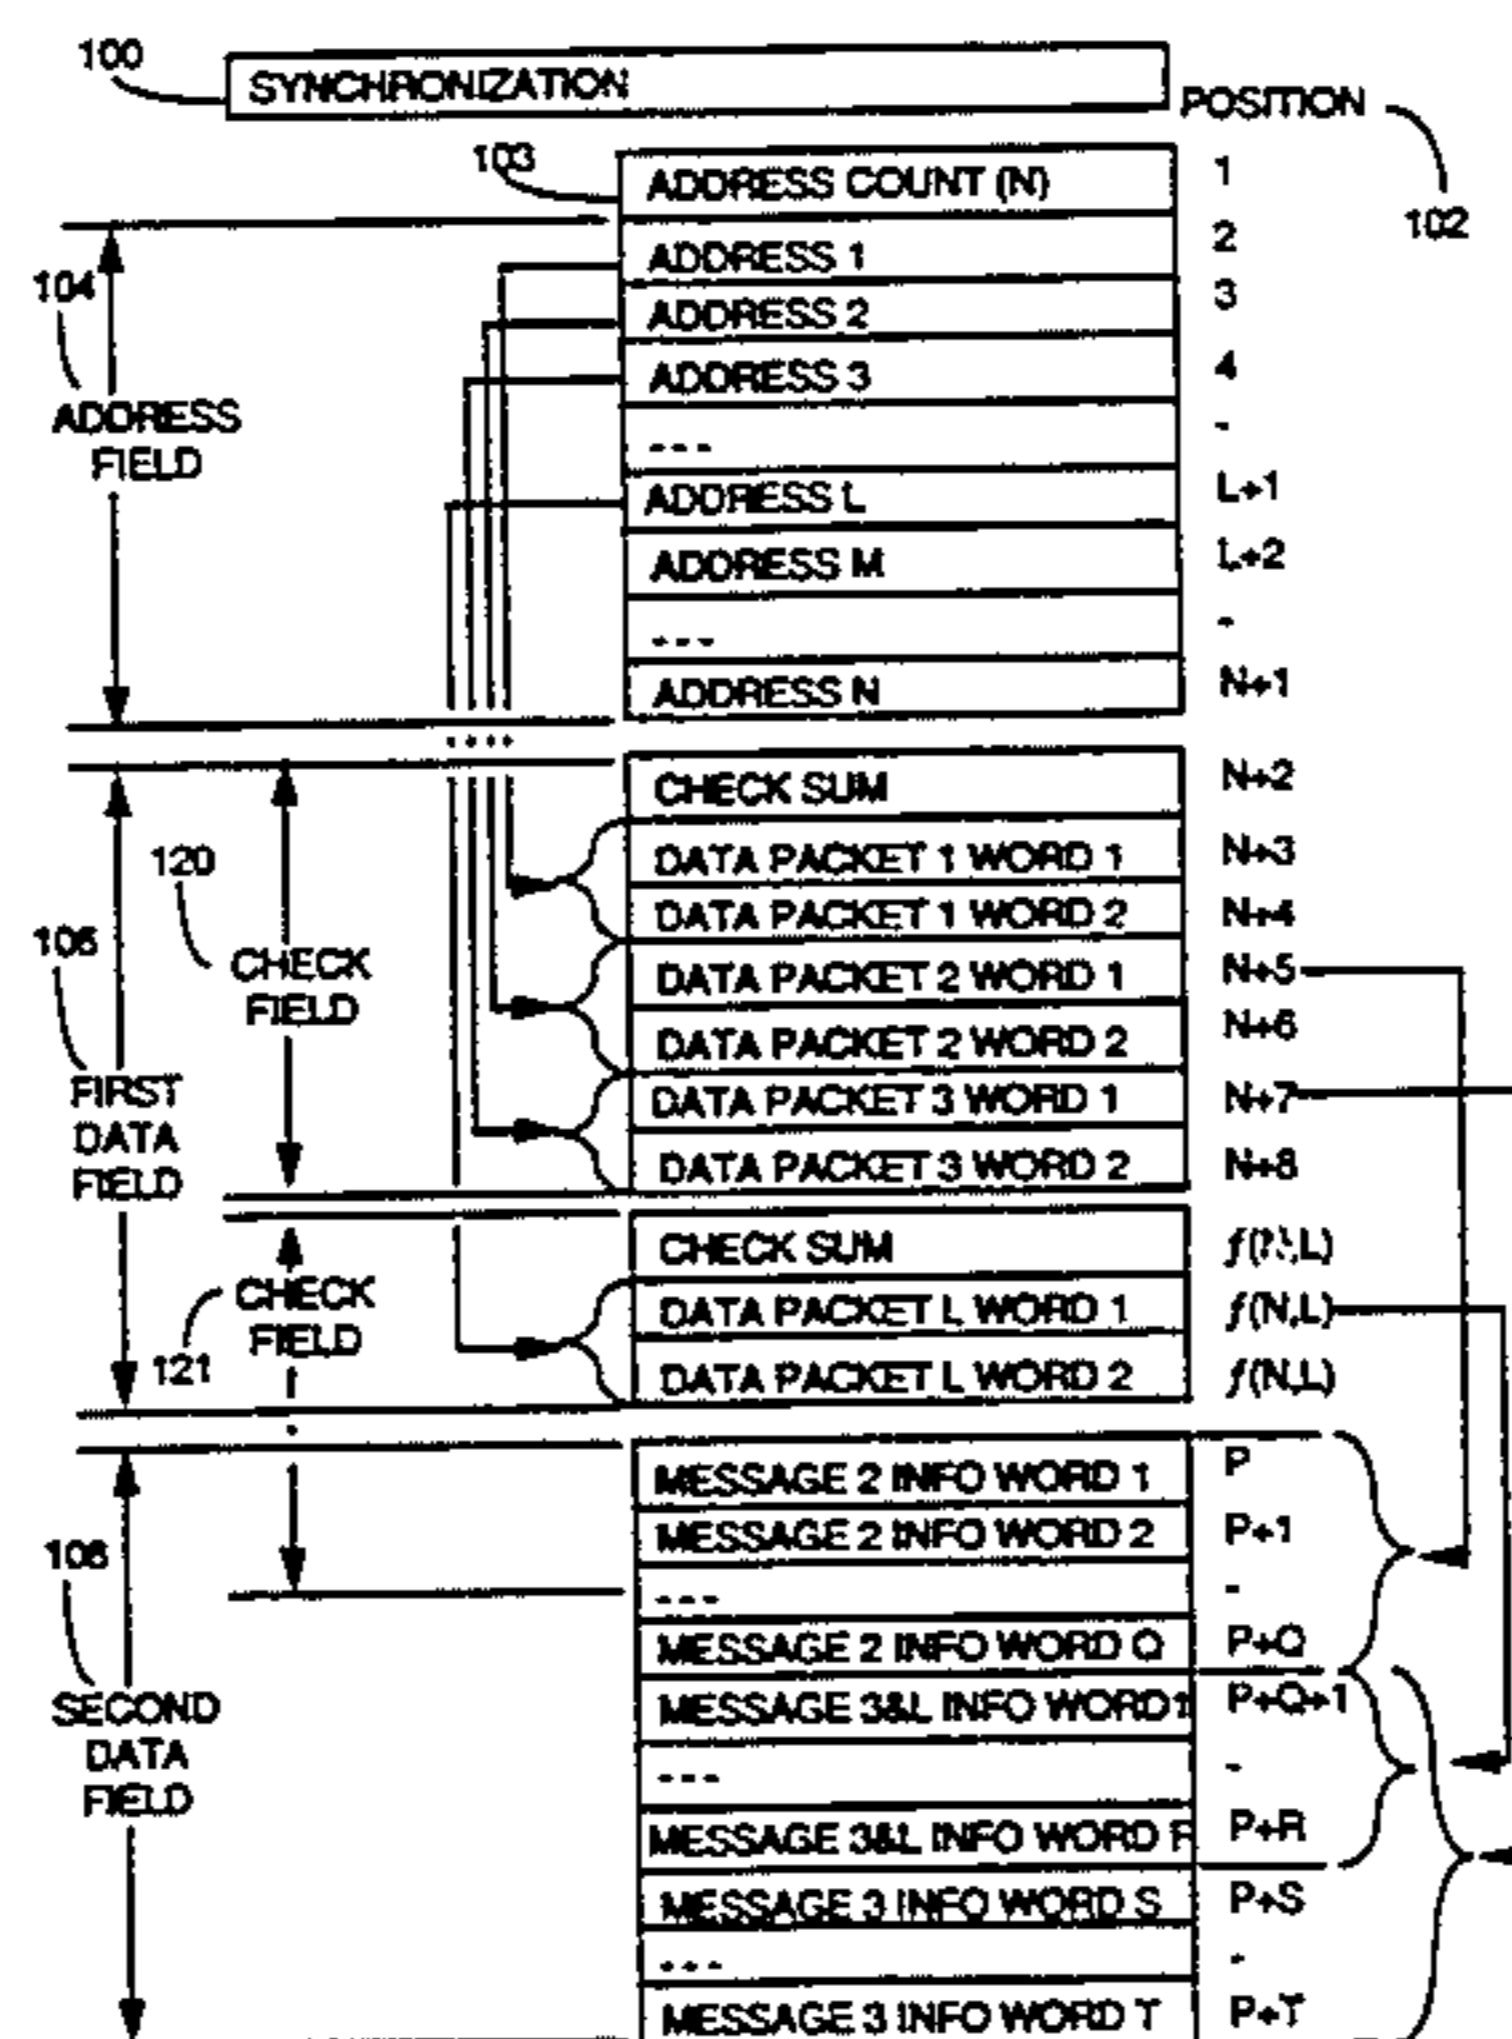 100
SYNCHRONIZATION
POSITION
102
103
ADDRESS COUNT (N) 1
ADDRESS 1 2
ADDRESS 2 3
ADDRESS 3 4
--- -
ADDRESS L L+1
ADDRESS M L+2
--- -
ADDRESS N N+1
104
ADDRESS
FIELD
....
CHECK SUM N+2
DATA PACKET 1 WORD 1 N+3
DATA PACKET 1 WORD 2 N+4
DATA PACKET 2 WORD 1 N+5
DATA PACKET 2 WORD 2 N+6
DATA PACKET 3 WORD 1 N+7
DATA PACKET 3 WORD 2 N+8
120
CHECK
FIELD
FIRST
DATA
FIELD
CHECK SUM f(N,L)
DATA PACKET L WORD 1 f(N,L)
DATA PACKET L WORD 2 f(N,L)
CHECK
FIELD
121
MESSAGE 2 INFO WORD 1 P
MESSAGE 2 INFO WORD 2 P+1
--- -
MESSAGE 2 INFO WORD Q P+Q
MESSAGE 3&L INFO WORD 1 P+Q+1
--- -
MESSAGE 3&L INFO WORD R P+R
MESSAGE 3 INFO WORD S P+S
--- -
MESSAGE 3 INFO WORD T P+T
SECOND
DATA
FIELD